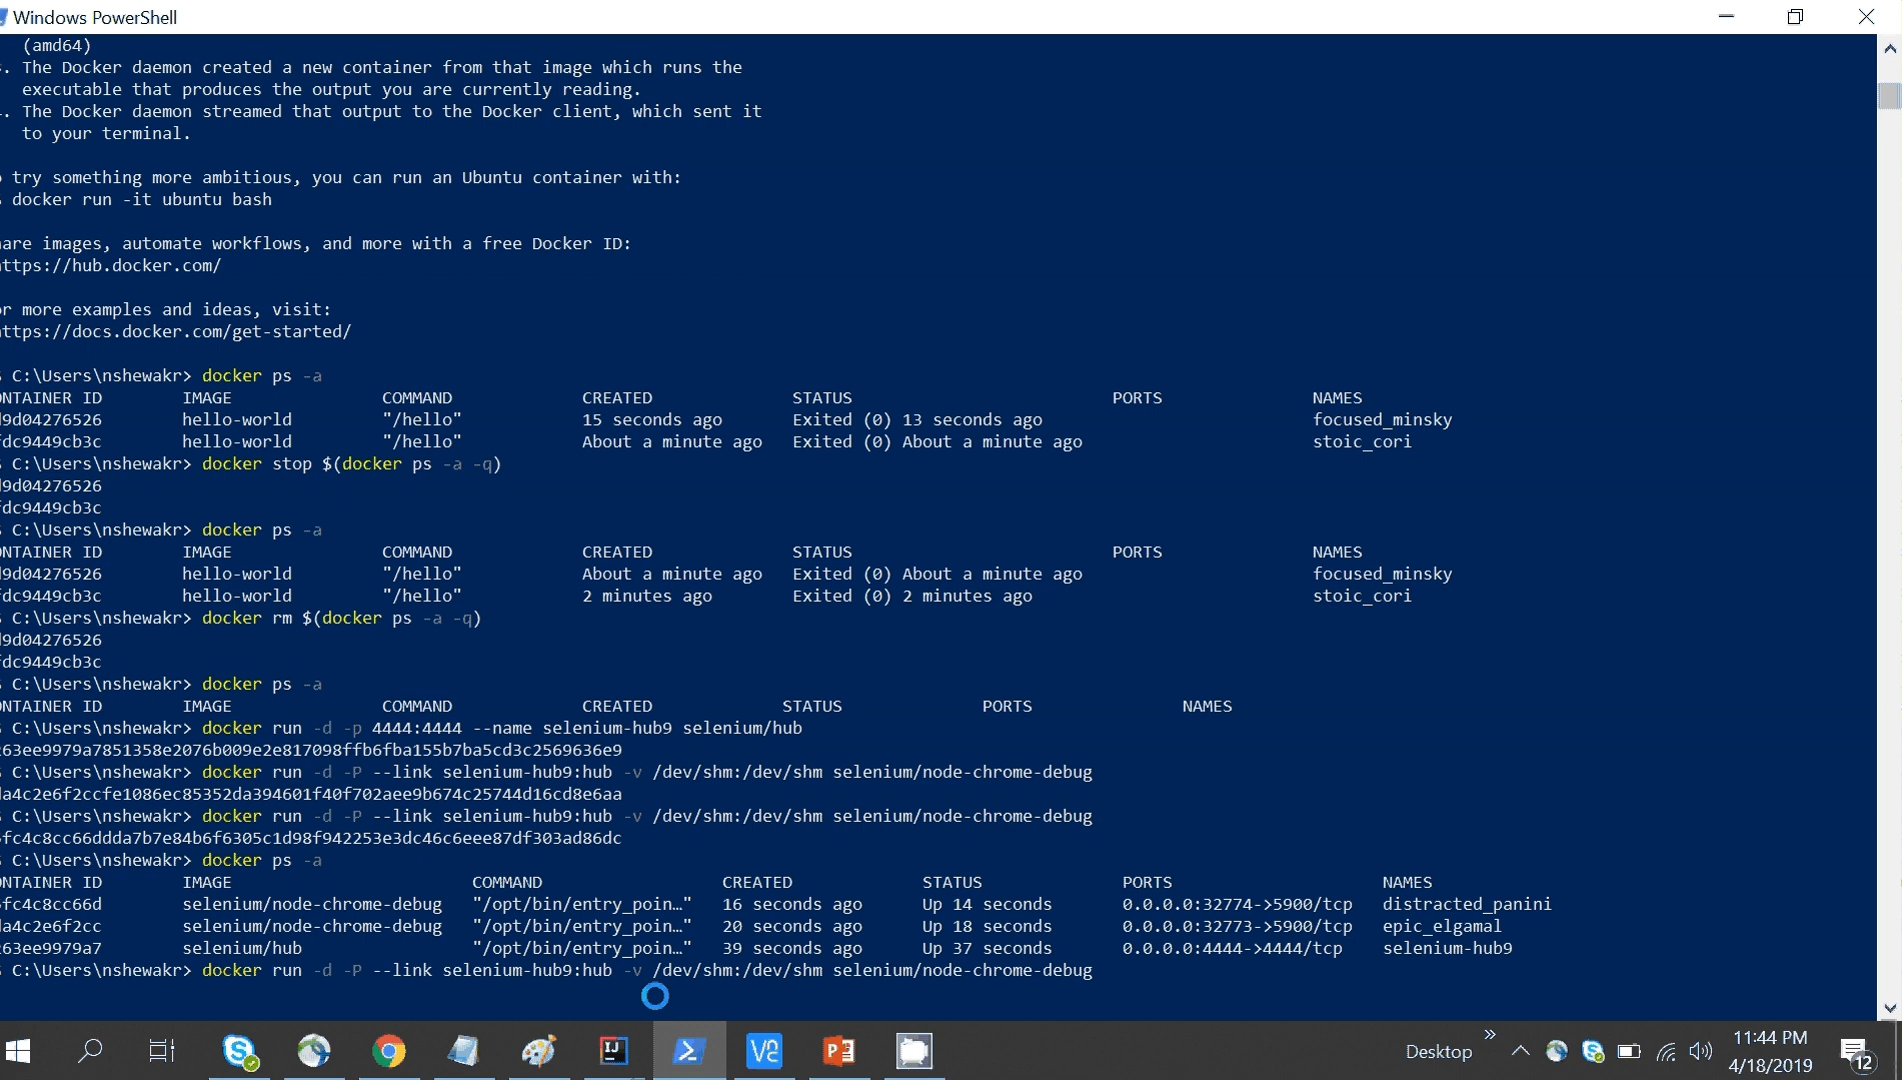 Windows PowerShell
(amd64)
. The Docker daemon created a new container from that image which runs the
executable that produces the output you are currently reading.
. The Docker daemon streamed that output to the Docker client, which sent it
to your terminal.
try something more ambitious, you can run an Ubuntu container with:
docker run -it ubuntu bash
are images, automate workflows, and more with a free Docker ID:
ttps://hub.docker.com/
r more examples and ideas, visit:
ttps://docs.docker.com/get-started/
C:\Users\nshewakr> docker ps -a
ONTAINER ID IMAGE COMMAND CREATED STATUS PORTS NAMES
9d04276526 hello-world "/hello" 15 seconds ago Exited (0) 13 seconds ago focused_minsky
dc9449cb3c hello-world "/hello" About a minute ago Exited (0) About a minute ago stoic_cori
C:\Users\nshewakr> docker stop $(docker ps -a -q)
9d04276526
dc9449cb3c
C:\Users\nshewakr> docker ps -a
ONTAINER ID IMAGE COMMAND CREATED STATUS PORTS NAMES
9d04276526 hello-world "/hello" About a minute ago Exited (0) About a minute ago focused_minsky
dc9449cb3c hello-world "/hello" 2 minutes ago Exited (0) 2 minutes ago stoic_cori
C:\Users\nshewakr> docker rm $(docker ps -a -q)
9d04276526
dc9449cb3c
C:\Users\nshewakr> docker ps -a
ONTAINER ID IMAGE COMMAND CREATED STATUS PORTS NAMES
C:\Users\nshewakr> docker run -d -p 4444:4444 --name selenium-hub9 selenium/hub
263ee9979a7851358e2076b009e2e817098ffb6fba155b7ba5cd3c2569636e9
C:\Users\nshewakr> docker run -d -P --link selenium-hub9:hub -v /dev/shm:/dev/shm selenium/node-chrome-debug
da4c2e6f2ccfe1086ec85352da394601f40f702aee9b674c25744d16cd8e6aa
C:\Users\nshewakr> docker run -d -P --link selenium-hub9:hub -v /dev/shm:/dev/shm selenium/node-chrome-debug
fc4c8cc66ddda7b7e84b6f6305c1d98f942253e3dc46c6eee87df303ad86dc
C:\Users\nshewakr> docker ps -a
ONTAINER ID IMAGE COMMAND CREATED STATUS PORTS NAMES
fc4c8cc66d selenium/node-chrome-debug "/opt/bin/entry_poin…" 16 seconds ago Up 14 seconds 0.0.0.0:32774->5900/tcp distracted_panini
da4c2e6f2cc selenium/node-chrome-debug "/opt/bin/entry_poin…" 20 seconds ago Up 18 seconds 0.0.0.0:32773->5900/tcp epic_elgamal
263ee9979a7 selenium/hub "/opt/bin/entry_poin…" 39 seconds ago Up 37 seconds 0.0.0.0:4444->4444/tcp selenium-hub9
C:\Users\nshewakr> docker run -d -P --link selenium-hub9:hub -v /dev/shm:/dev/shm selenium/node-chrome-debug
Desktop
11:44 PM
4/18/2019
12